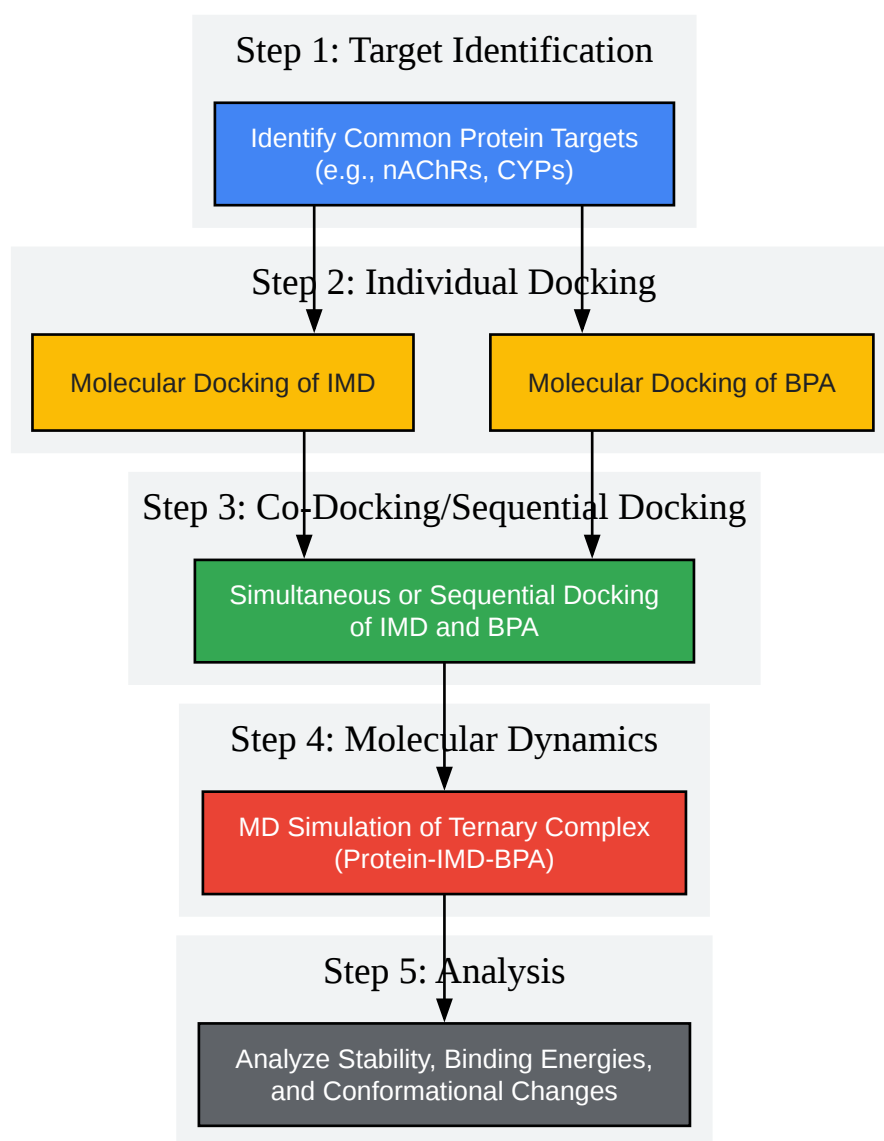 Step 1: Target Identification
Identify Common Protein Targets
(e.g., nAChRs, CYPs)
Step 2: Individual Docking
Molecular Docking of IMD
Molecular Docking of BPA
Step 3: Co-Docking/Sequential Docking
Simultaneous or Sequential Docking
of IMD and BPA
Step 4: Molecular Dynamics
MD Simulation of Ternary Complex
(Protein-IMD-BPA)
Step 5: Analysis
Analyze Stability, Binding Energies,
and Conformational Changes